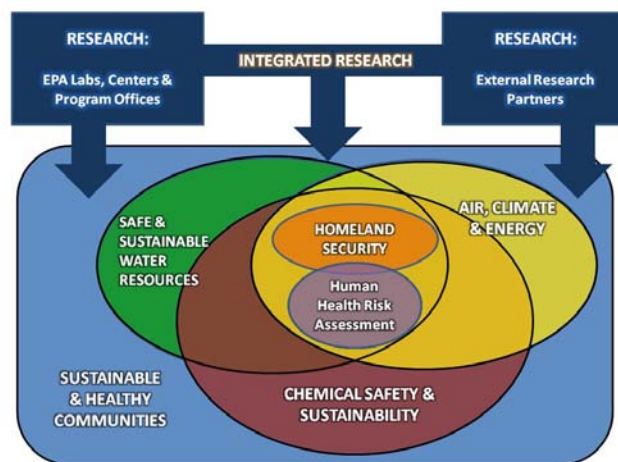 RESEARCH:
EPA Labs, Centers &
Program Offices
INTEGRATED RESEARCH
RESEARCH:
External Research
Partners
SAFE &
SUSTAINABLE
WATER
RESOURCES
HOMELAND
SECURITY
AIR, CLIMATE
& ENERGY
Human
Health Risk
Assessment
SUSTAINABLE
& HEALTHY
COMMUNITIES
CHEMICAL SAFETY &
SUSTAINABILITY